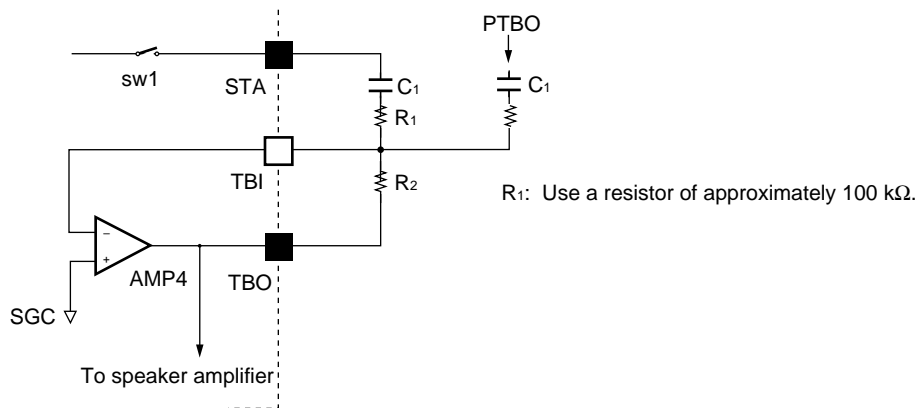 PTBO
sw1
STA
C1
C1
R1
TBI
R2
R1: Use a resistor of approximately 100 kΩ.
−
+
AMP4
TBO
SGC
To speaker amplifier